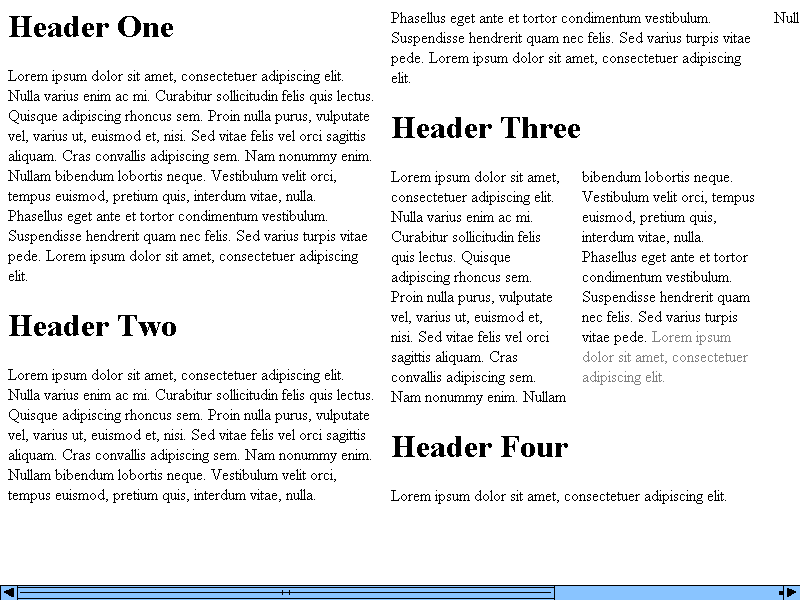 Header One
Lorem ipsum dolor sit amet, consectetuer adipiscing elit.
Nulla varius enim ac mi. Curabitur sollicitudin felis quis lectus.
Quisque adipiscing rhoncus sem. Proin nulla purus, vulputate
vel, varius ut, euismod et, nisi. Sed vitae felis vel orci sagittis
aliquam. Cras convallis adipiscing sem. Nam nonummy enim.
Nullam bibendum lobortis neque. Vestibulum velit orci,
tempus euismod, pretium quis, interdum vitae, nulla.
Phasellus eget ante et tortor condimentum vestibulum.
Suspendisse hendrerit quam nec felis. Sed varius turpis vitae
pede. Lorem ipsum dolor sit amet, consectetuer adipiscing
elit.
Header Two
Lorem ipsum dolor sit amet, consectetuer adipiscing elit.
Nulla varius enim ac mi. Curabitur sollicitudin felis quis lectus.
Quisque adipiscing rhoncus sem. Proin nulla purus, vulputate
vel, varius ut, euismod et, nisi. Sed vitae felis vel orci sagittis
aliquam. Cras convallis adipiscing sem. Nam nonummy enim.
Nullam bibendum lobortis neque. Vestibulum velit orci,
tempus euismod, pretium quis, interdum vitae, nulla.
Phasellus eget ante et tortor condimentum vestibulum.
Suspendisse hendrerit quam nec felis. Sed varius turpis vitae
pede. Lorem ipsum dolor sit amet, consectetuer adipiscing
elit.
Header Three
Lorem ipsum dolor sit amet,
consectetuer adipiscing elit.
Nulla varius enim ac mi.
Curabitur sollicitudin felis
quis lectus. Quisque
adipiscing rhoncus sem.
Proin nulla purus, vulputate
vel, varius ut, euismod et,
nisi. Sed vitae felis vel orci
sagittis aliquam. Cras
convallis adipiscing sem.
Nam nonummy enim. Nullam
bibendum lobortis neque.
Vestibulum velit orci, tempus
euismod, pretium quis,
interdum vitae, nulla.
Phasellus eget ante et tortor
condimentum vestibulum.
Suspendisse hendrerit quam
nec felis. Sed varius turpis
vitae pede. Lorem ipsum
dolor sit amet, consectetuer
adipiscing elit.
Header Four
Lorem ipsum dolor sit amet, consectetuer adipiscing elit.
Null